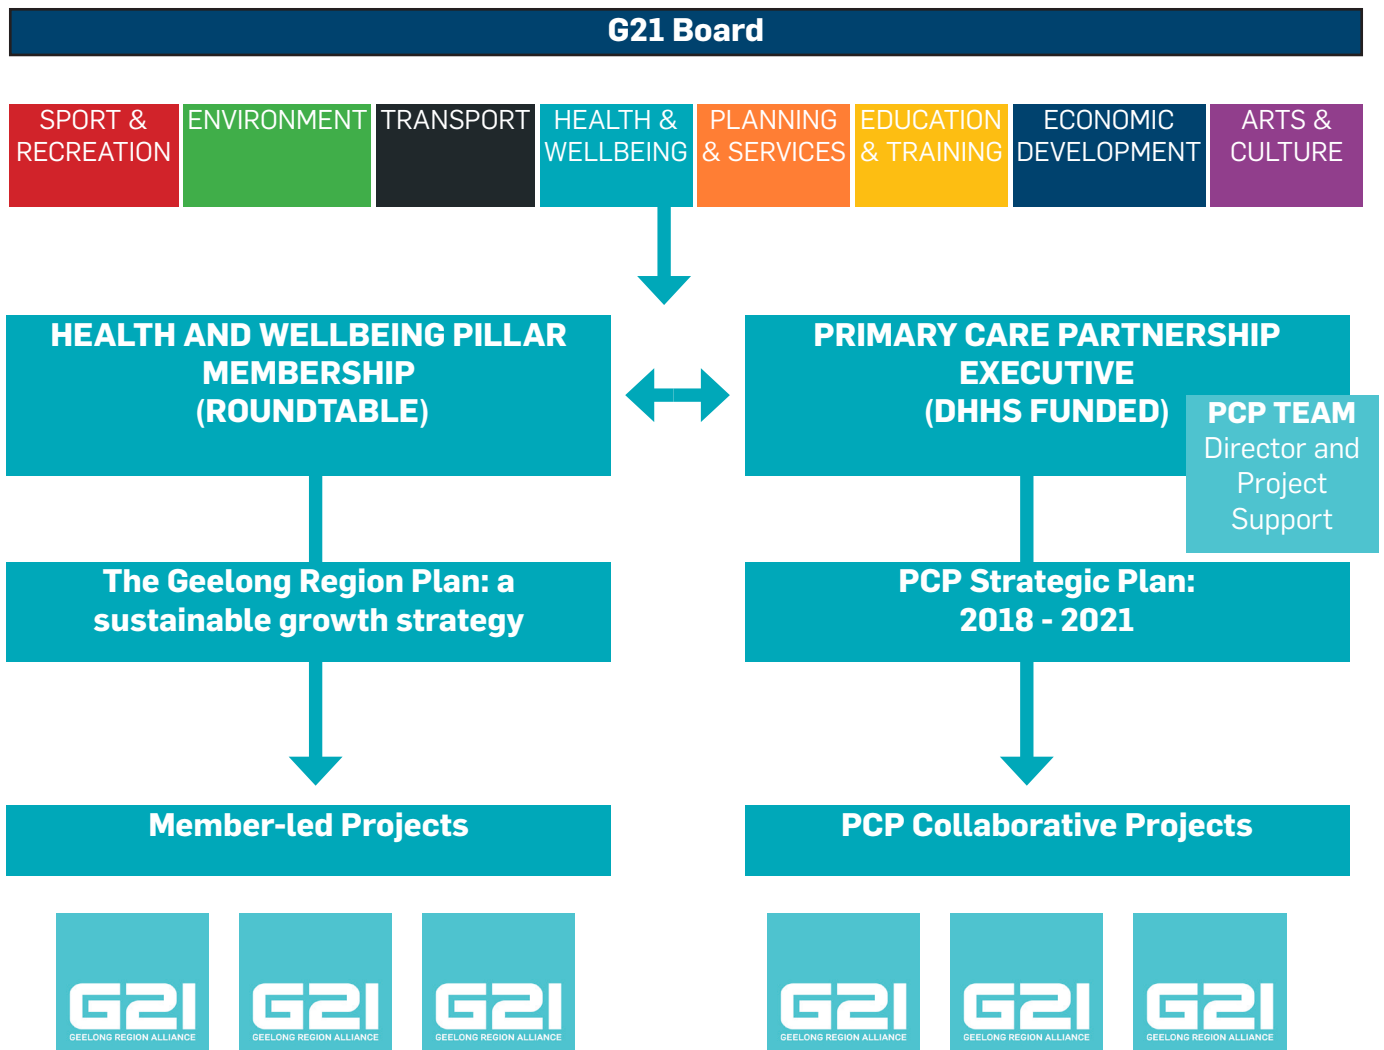 G21 Board
SPORT &
RECREATION
ENVIRONMENT
TRANSPORT
HEALTH &
WELLBEING
PLANNING
& SERVICES
EDUCATION
& TRAINING
ECONOMIC
DEVELOPMENT
ARTS &
CULTURE
HEALTH AND WELLBEING PILLAR
MEMBERSHIP
(ROUNDTABLE)
PRIMARY CARE PARTNERSHIP
EXECUTIVE
(DHHS FUNDED)
PCP TEAM
Director and
Project
Support
The Geelong Region Plan: a
sustainable growth strategy
PCP Strategic Plan:
2018 - 2021
Member-led Projects
PCP Collaborative Projects
G21
GEELONG REGION ALLIANCE
G21
GEELONG REGION ALLIANCE
G21
GEELONG REGION ALLIANCE
G21
GEELONG REGION ALLIANCE
G21
GEELONG REGION ALLIANCE
G21
GEELONG REGION ALLIANCE